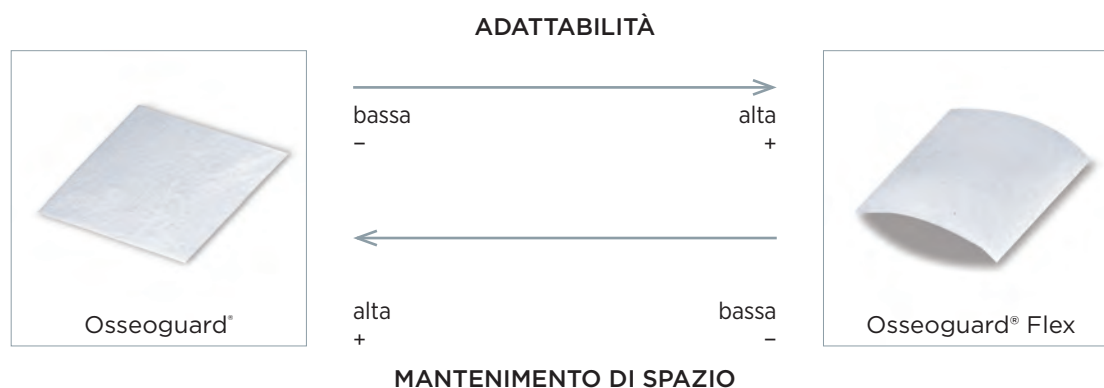 ADATTABILITÀ
bassa alta
– +
alta bassa
+ –
Osseoguard® Osseoguard® Flex
MANTENIMENTO DI SPAZIO